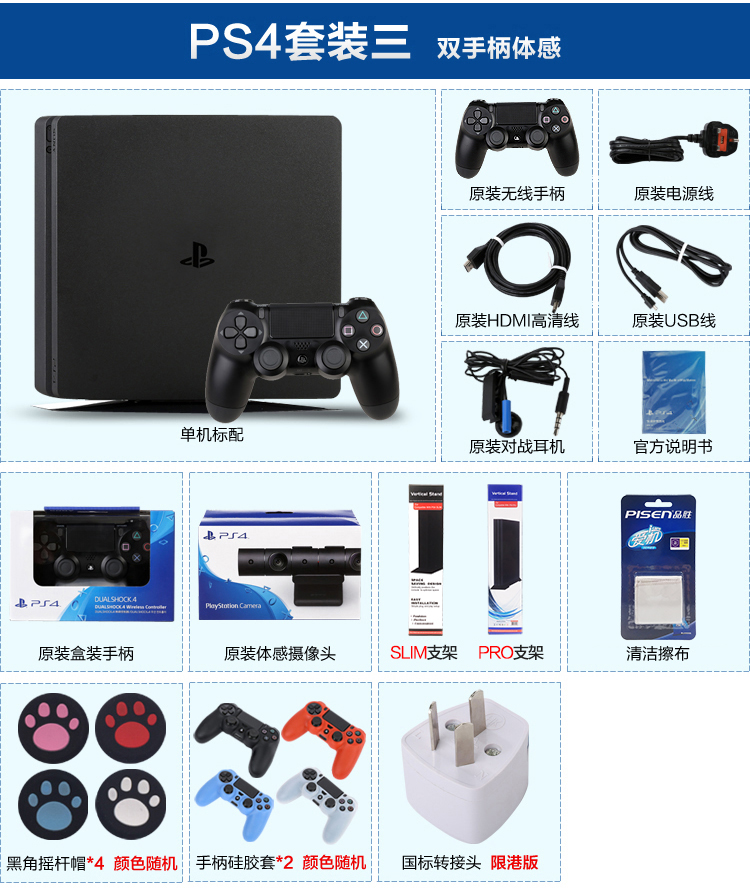 PS4套装三 双手柄体感
单机标配
原装无线手柄
原装电源线
原装HDMI高清线
原装USB线
原装对战耳机
PS4
官方说明书
PS4
DUALSHOCK 4
DUALSHOCK 4 Wireless Controller
原装盒装手柄
PS4
PlayStation Camera
原装体感摄像头
Vertical Stand
SPACE
SAVING DESIGN
EASY
INSTALLATION
Vertical Stand
SLIM支架
PRO支架
PISEN品胜
清洁擦布
黑角摇杆帽*4 颜色随机
手柄硅胶套*2 颜色随机
国标转接头 限港版